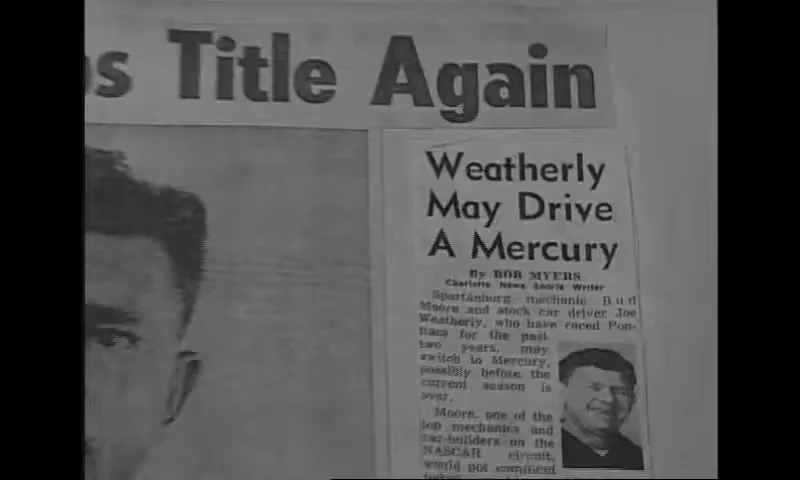 s Title Again
Weatherly
May Drive
A Mercury
By BOB MYERS
Charlotte News Sports Writer
Spartanburg mechanic Bud
Moore and stock car driver Joe
Weatherly, who have raced Pon-
tiacs for the past
two years, may
switch to Mercury,
possibly before the
current season is
over.
Moore, one of the
top mechanics and
car-builders on the
NASCAR circuit,
would not comment